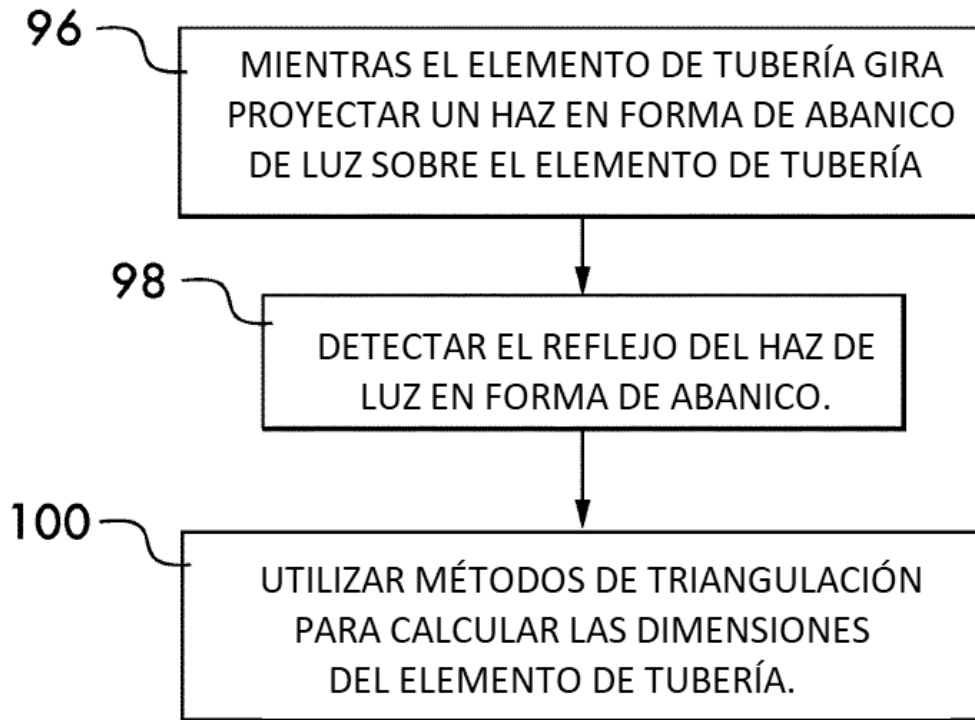 96
MIENTRAS EL ELEMENTO DE TUBERÍA GIRA
PROYECTAR UN HAZ EN FORMA DE ABANICO
DE LUZ SOBRE EL ELEMENTO DE TUBERÍA
98
DETECTAR EL REFLEJO DEL HAZ DE
LUZ EN FORMA DE ABANICO.
100
UTILIZAR MÉTODOS DE TRIANGULACIÓN
PARA CALCULAR LAS DIMENSIONES
DEL ELEMENTO DE TUBERÍA.